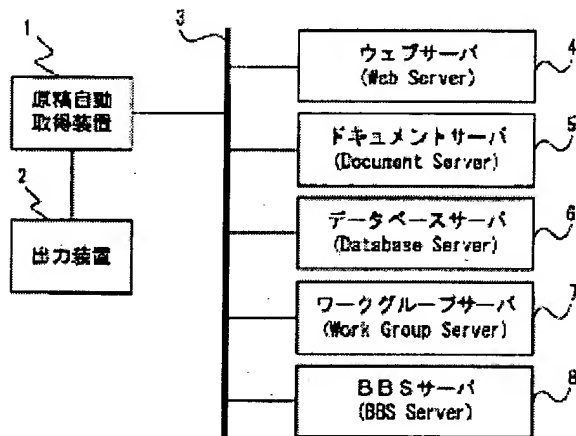 1
原稿自動
取得装置
2
出力装置
3
ウェブサーバ
(Web Server)
4
ドキュメントサーバ
(Document Server)
5
データベースサーバ
(Database Server)
6
ワークグループサーバ
(Work Group Server)
7
ＢＢＳサーバ
(BBS Server)
8